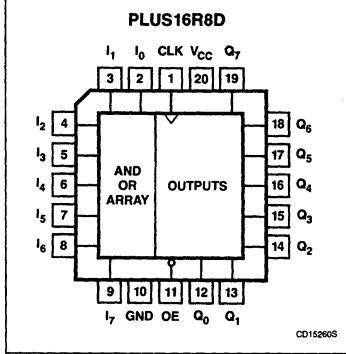 PLUS16R8D
I1 I0 CLK VCC Q7
3 2 1 20 19
I2 4 18 Q6
I3 5 17 Q5
I4 6 16 Q4
I5 7 15 Q3
I6 8 14 Q2
AND
OR
ARRAY
OUTPUTS
9 10 11 12 13
I7 GND OE Q0 Q1
CD15260S